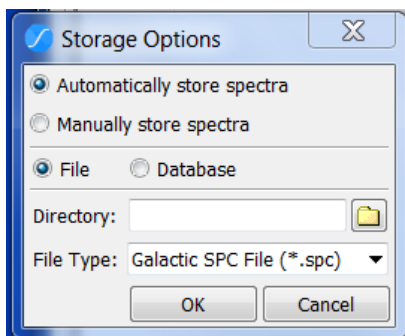 Storage Options
Automatically store spectra
Manually store spectra
File Database
Directory:
File Type: Galactic SPC File (*.spc)
OK Cancel